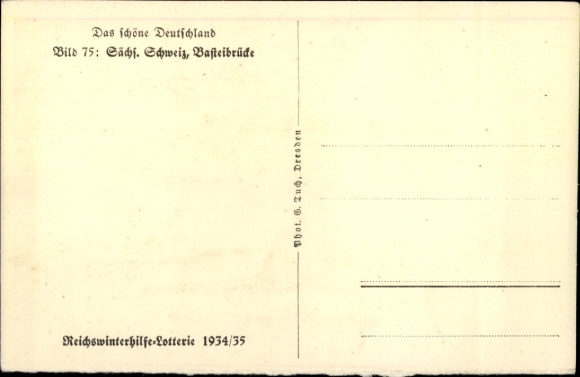 Das schöne Deutschland
Bild 75: Sächs. Schweiz, Basteibrücke
Phot. G. Tuch, Dresden
Reichswinterhilfe-Lotterie 1934/35